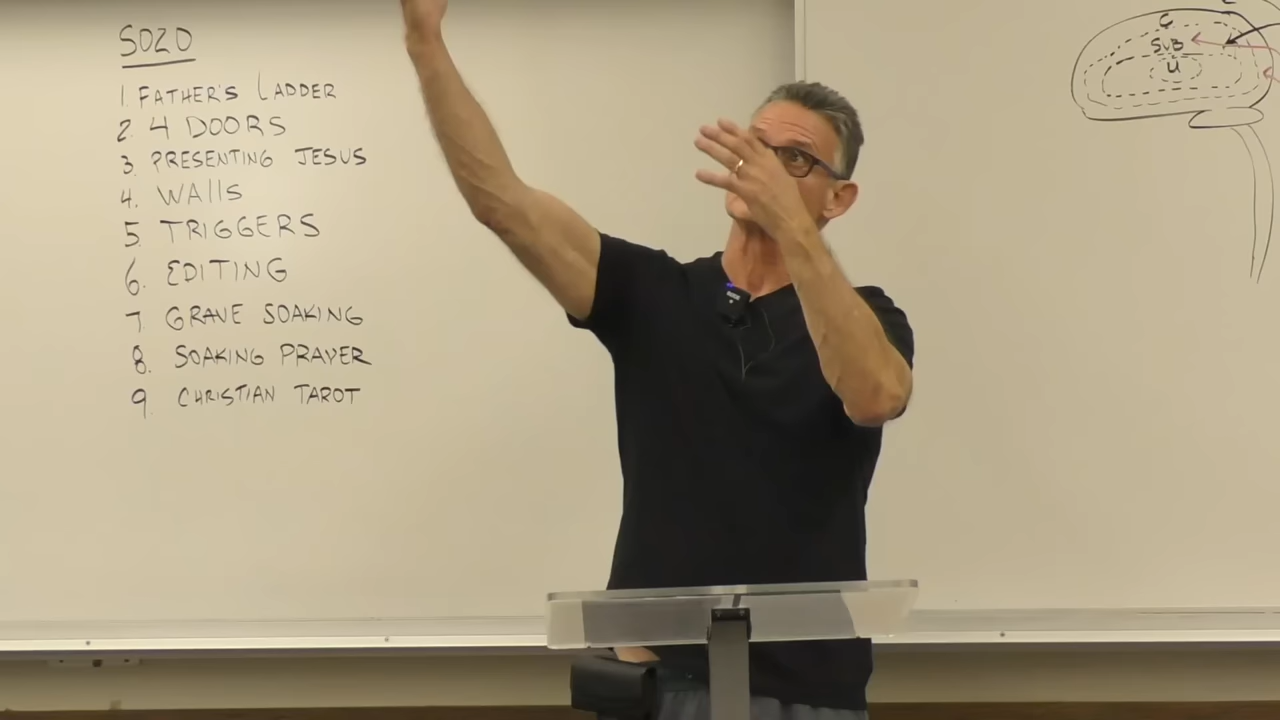 SOZO
1. FATHER'S LADDER
2. 4 DOORS
3. PRESENTING JESUS
4. WALLS
5. TRIGGERS
6. EDITING
7 GRAVE SOAKING
8. SOAKING PRAYER
9. CHRISTIAN TAROT
C
SUB
U